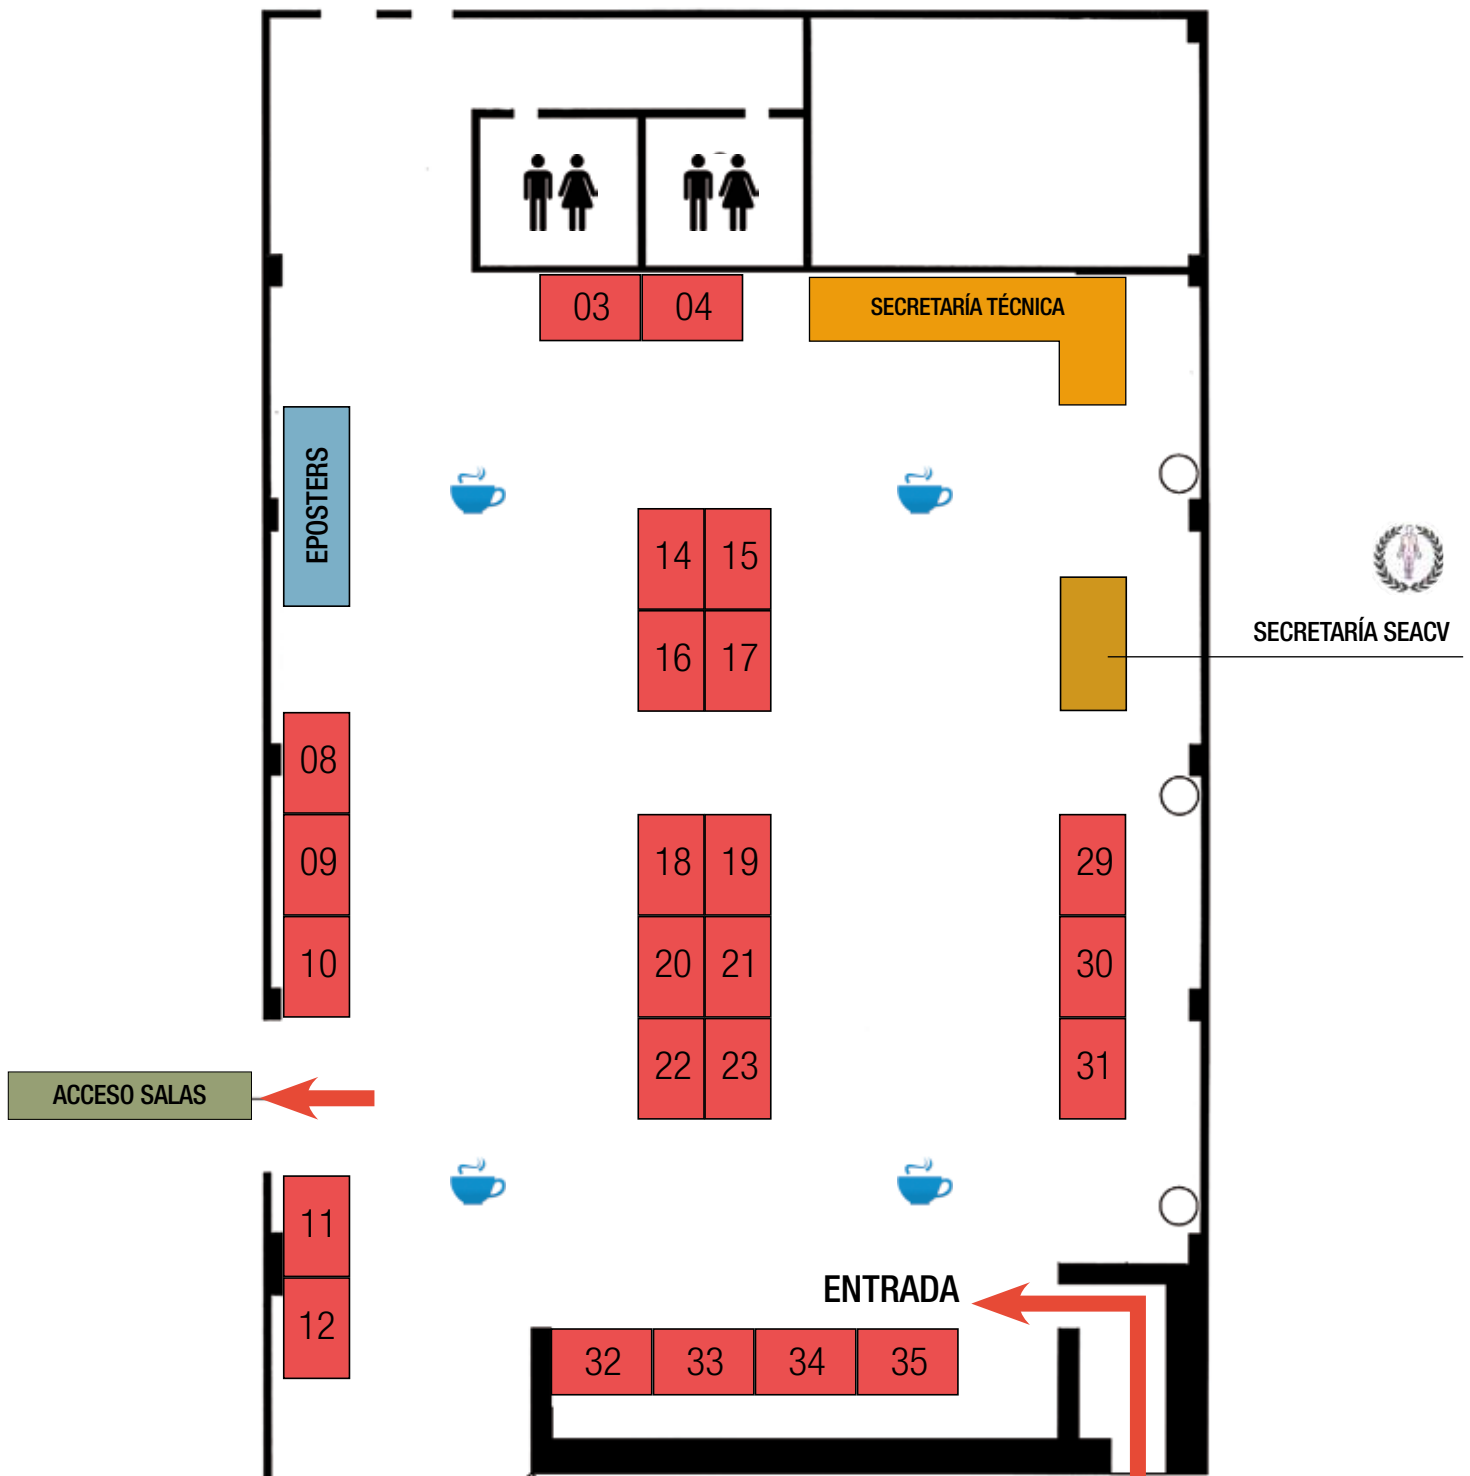 03 04
SECRETARÍA TÉCNICA
EPOSTERS
14 15
SECRETARÍA SEACV
16 17
08
09
10
18 19
20 21
22 23
29
30
31
ACCESO SALAS
11
12
ENTRADA
32 33 34 35